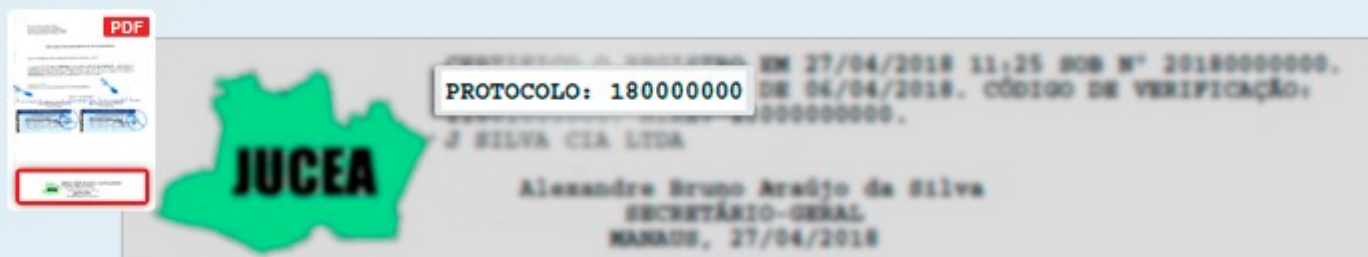 PDF
CERTIFICO O REGISTRO EM 27/04/2018 11:25 SOB Nº 20180000000.
PROTOCOLO: 180000000 DE 06/04/2018. CÓDIGO DE VERIFICAÇÃO:
J SILVA CIA LTDA
JUCEA
Alexandre Bruno Araújo da Silva
SECRETÁRIO-GERAL
MANAUS, 27/04/2018